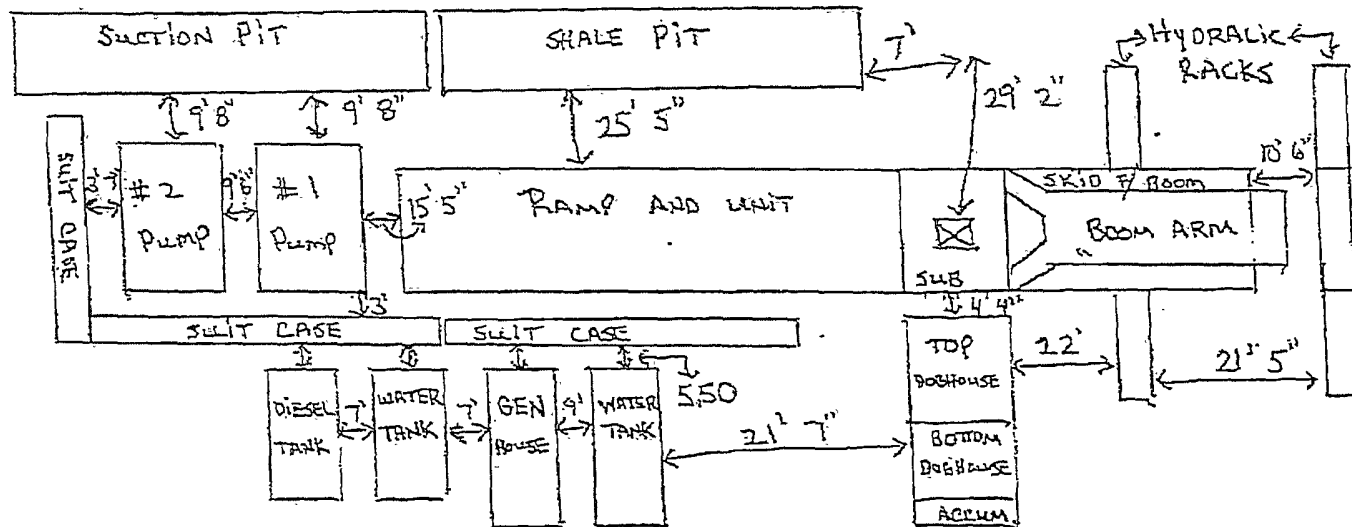 SUCTION PIT
SHALE PIT
7'
HYDRALIC
RACKS
9' 8"
9' 8"
25' 5"
29' 2"
10' 6"
SUIT CASE
#2
PUMP
9' 6"
#1
PUMP
15' 5"
RAMP AND UNIT
SKID F/ BOOM
BOOM ARM
SUB
3'
4' 4"
SUIT CASE
SUIT CASE
TOP
DOGHOUSE
22'
21' 5"
5.50
DIESEL
TANK
7'
WATER
TANK
7'
GEN
HOUSE
9'
WATER
TANK
21' 7"
BOTTOM
DOGHOUSE
ACCUM.